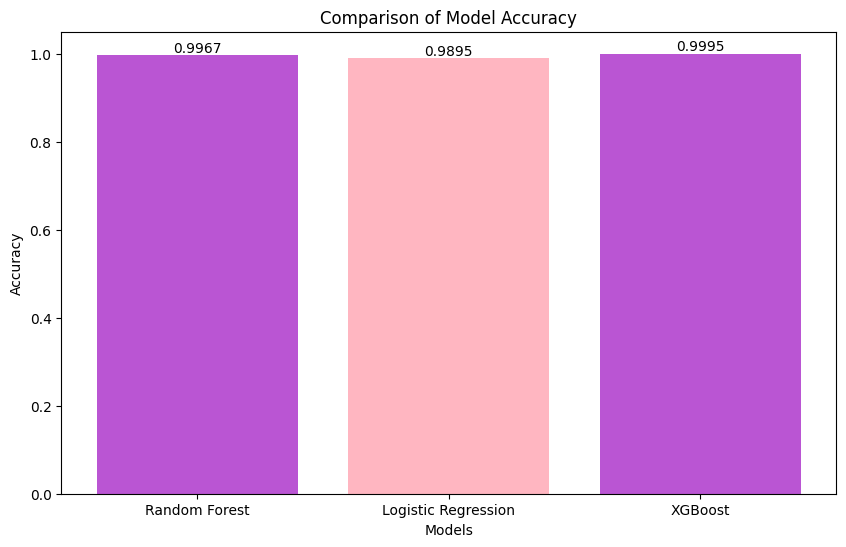 Comparison of Model Accuracy
0.9967
0.9895
0.9995
1.0
0.8
0.6
0.4
0.2
0.0
Accuracy
Random Forest
Logistic Regression
XGBoost
Models